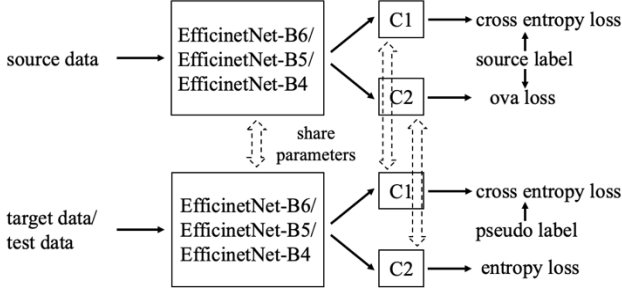 source data
EfficinetNet-B6/
EfficinetNet-B5/
EfficinetNet-B4
C1
cross entropy loss
source label
C2
ova loss
share
parameters
target data/
test data
EfficinetNet-B6/
EfficinetNet-B5/
EfficinetNet-B4
C1
cross entropy loss
pseudo label
C2
entropy loss